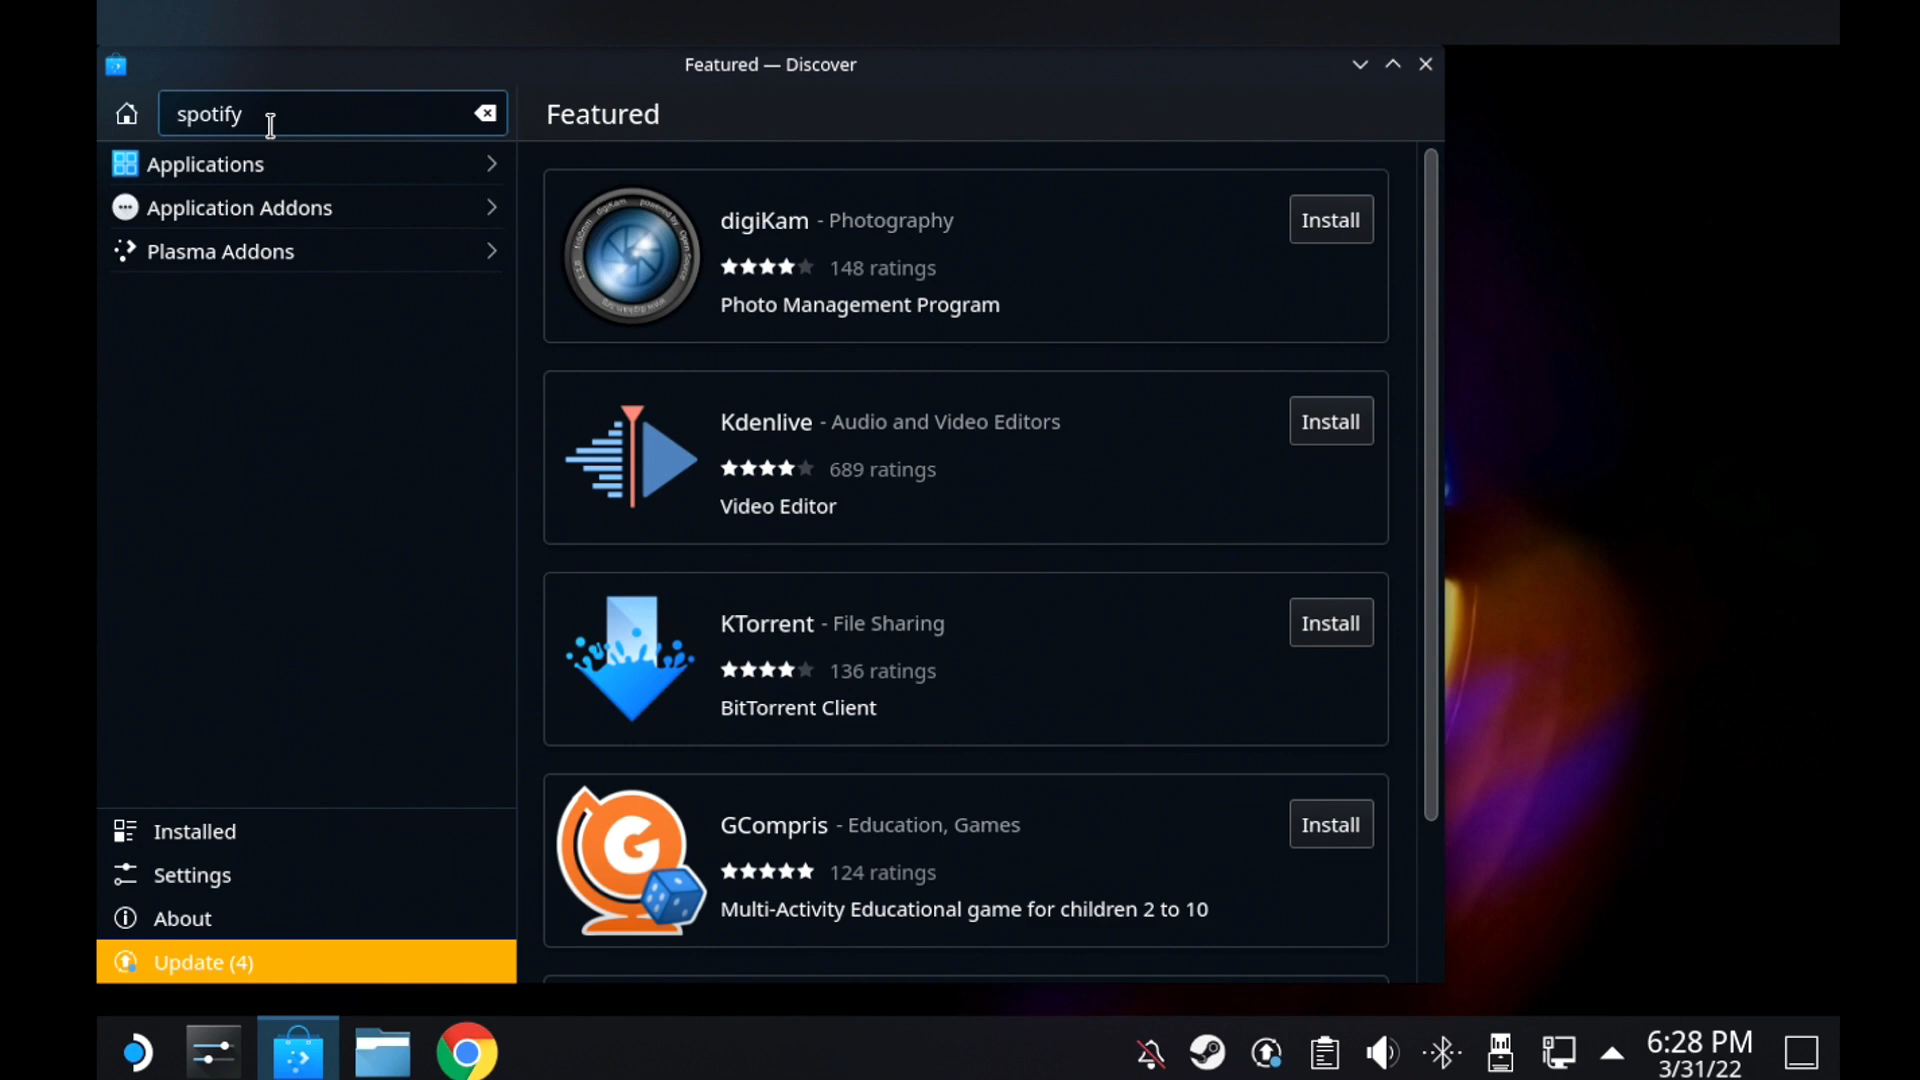 Featured — Discover
spotify
Featured
Applications
Application Addons
Plasma Addons
digiKam - Photography
Install
148 ratings
Photo Management Program
Kdenlive - Audio and Video Editors
Install
689 ratings
Video Editor
KTorrent - File Sharing
Install
136 ratings
BitTorrent Client
GCompris - Education, Games
Install
124 ratings
Multi-Activity Educational game for children 2 to 10
Installed
Settings
About
Update (4)
6:28 PM
3/31/22